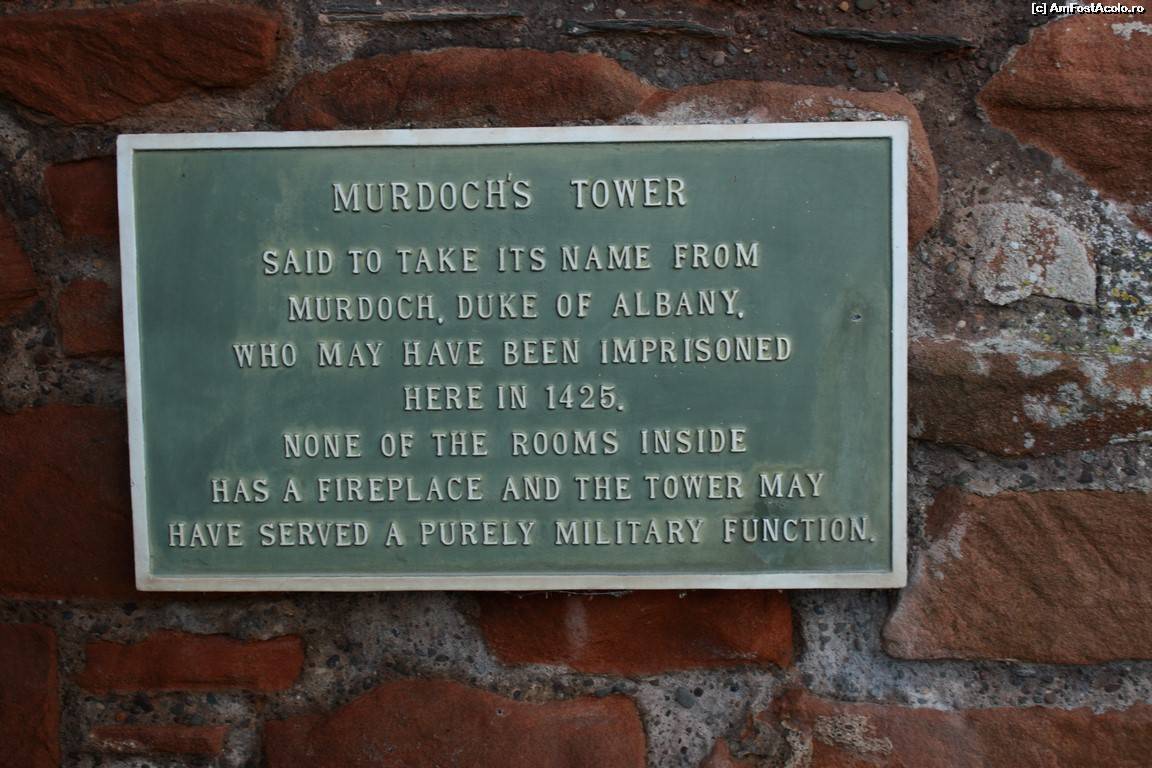 [c] AmFostAcolo.ro
MURDOCH'S TOWER
SAID TO TAKE ITS NAME FROM
MURDOCH, DUKE OF ALBANY,
WHO MAY HAVE BEEN IMPRISONED
HERE IN 1425.
NONE OF THE ROOMS INSIDE
HAS A FIREPLACE AND THE TOWER MAY
HAVE SERVED A PURELY MILITARY FUNCTION.